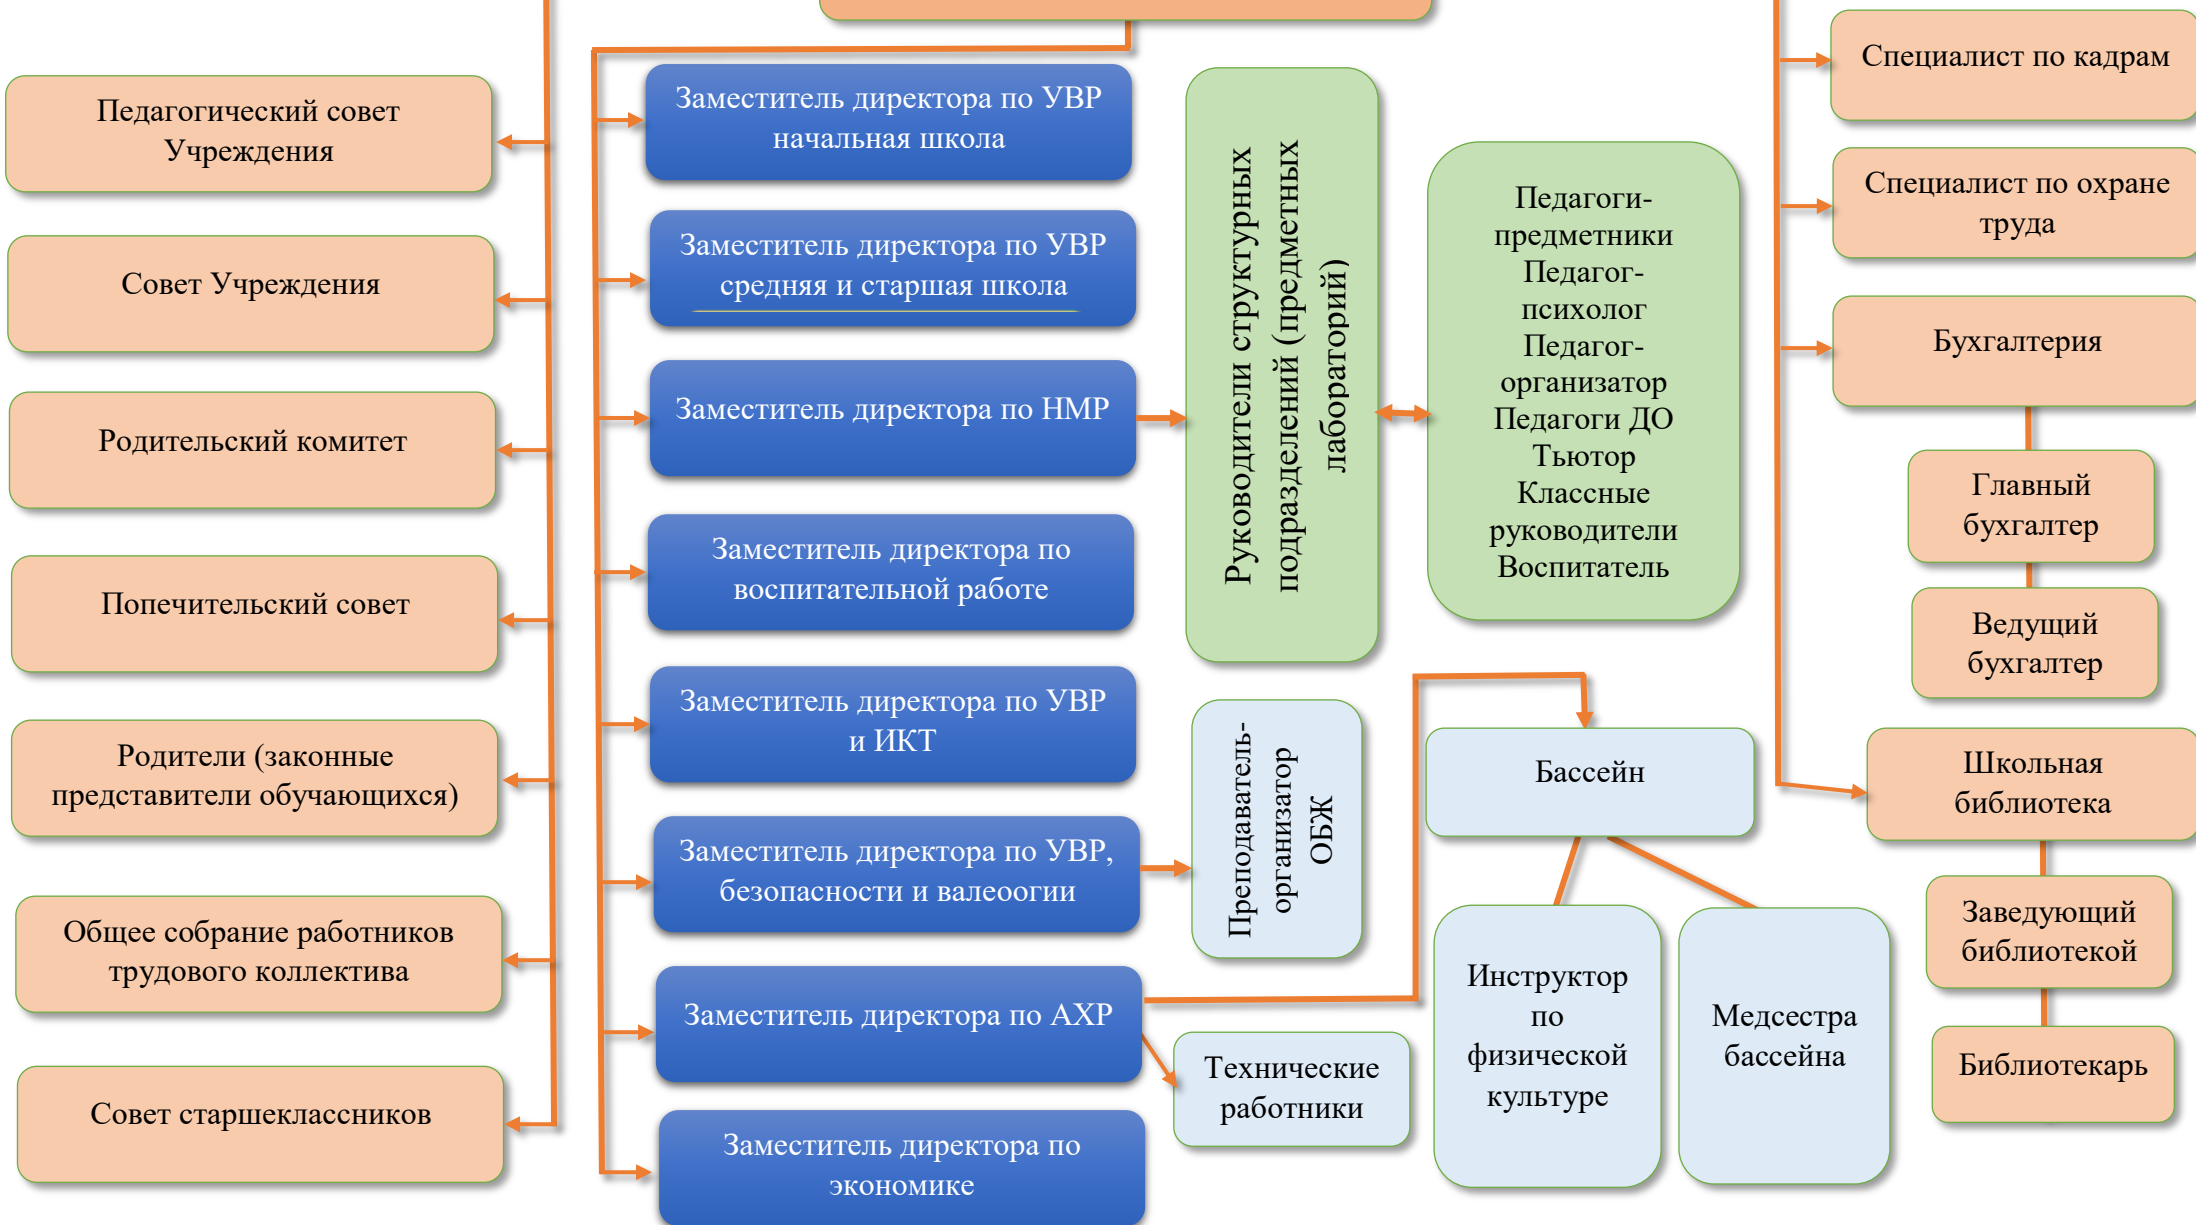 Педагогический совет
Учреждения
Совет Учреждения
Родительский комитет
Попечительский совет
Родители (законные
представители обучающихся)
Общее собрание работников
трудового коллектива
Совет старшеклассников
Заместитель директора по УВР
начальная школа
Заместитель директора по УВР
средняя и старшая школа
Заместитель директора по НМР
Заместитель директора по
воспитательной работе
Заместитель директора по УВР
и ИКТ
Заместитель директора по УВР,
безопасности и валеоогии
Заместитель директора по АХР
Заместитель директора по
экономике
Руководители структурных
подразделений (предметных
лабораторий)
Педагоги-
предметники
Педагог-
психолог
Педагог-
организатор
Педагоги ДО
Тьютор
Классные
руководители
Воспитатель
Преподаватель-
организатор
ОБЖ
Бассейн
Инструктор
по
физической
культуре
Медсестра
бассейна
Технические
работники
Специалист по кадрам
Специалист по охране
труда
Бухгалтерия
Главный
бухгалтер
Ведущий
бухгалтер
Школьная
библиотека
Заведующий
библиотекой
Библиотекарь